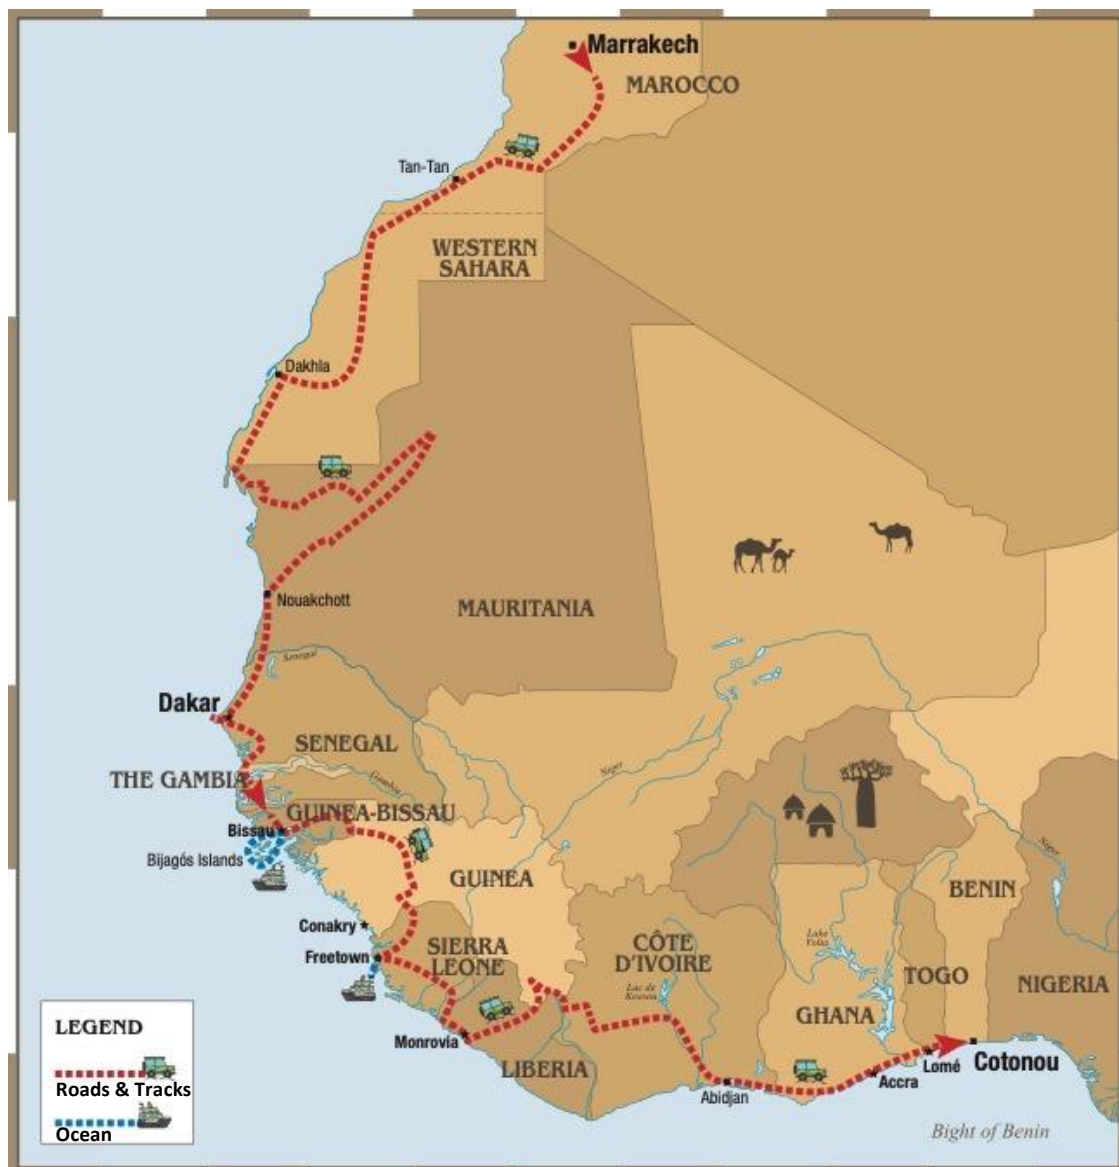 Marrakech
MAROCCO
Tan-Tan
WESTERN
SAHARA
Dakhla
Nouakchott
MAURITANIA
Senegal
Dakar
SENEGAL
THE GAMBIA
Gambia
Niger
GUINEA-BISSAU
Bissau
Bijagós Islands
GUINEA
BENIN
Niger
Conakry
Freetown
SIERRA
LEONE
CÔTE
D'IVOIRE
Lake
Volta
Lac de
Kossou
TOGO
NIGERIA
GHANA
Monrovia
LIBERIA
Lomé
Cotonou
Accra
Abidjan
Bight of Benin
LEGEND
Roads & Tracks
Ocean